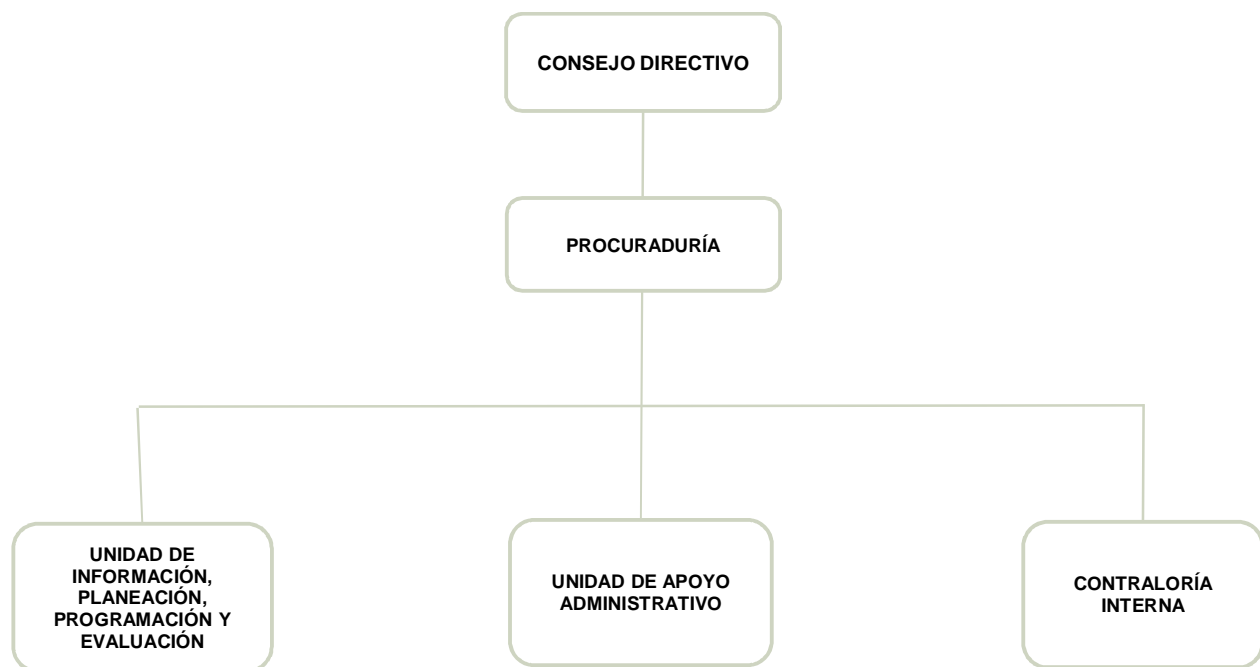 CONSEJO DIRECTIVO
PROCURADURÍA
UNIDAD DE
INFORMACIÓN,
PLANEACIÓN,
PROGRAMACIÓN Y
EVALUACIÓN
UNIDAD DE APOYO
ADMINISTRATIVO
CONTRALORÍA
INTERNA